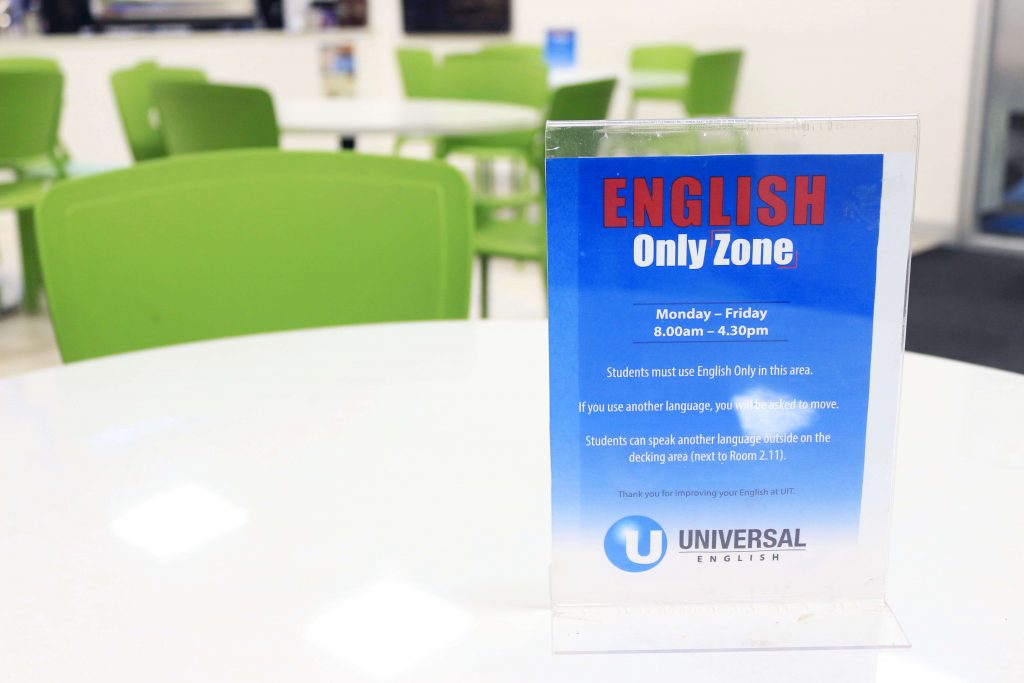 ENGLISH
Only Zone
Monday – Friday
8.00am – 4.30pm
Students must use English Only in this area.
If you use another language, you will be asked to move.
Students can speak another language outside on the
decking area (next to Room 2.11).
Thank you for improving your English at UIT.
U UNIVERSAL
ENGLISH